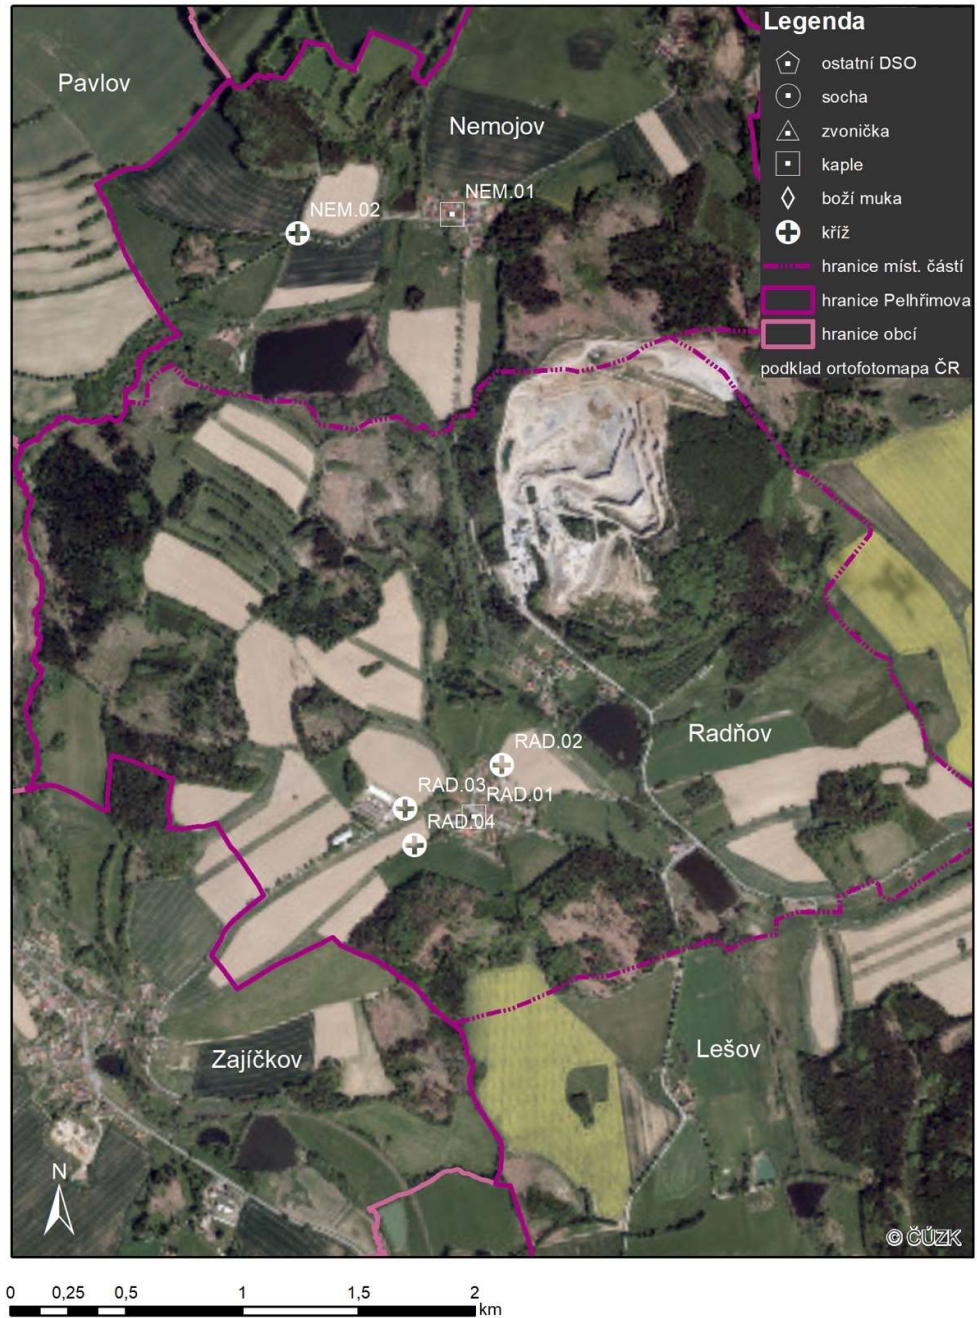 Legenda
ostatní DSO
socha
zvonička
kaple
boží muka
kříž
hranice míst. částí
hranice Pelhřimova
hranice obcí
podklad ortofotomapa ČR
Pavlov
Nemojov
NEM.01
NEM.02
Radňov
RAD.02
RAD.03
RAD.01
RAD.04
Lešov
Zajíčkov
N
© ČÚZK
0 0,25 0,5 1 1,5 2
km